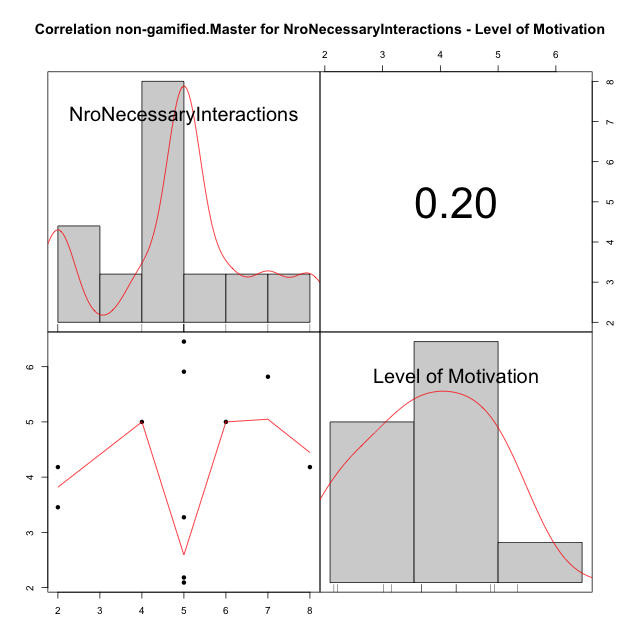 Correlation non-gamified.Master for NroNecessaryInteractions - Level of Motivation
2 3 4 5 6
NroNecessaryInteractions
0.20
8
7
6
5
4
3
2
Level of Motivation
6
5
4
3
2
2 3 4 5 6 7 8